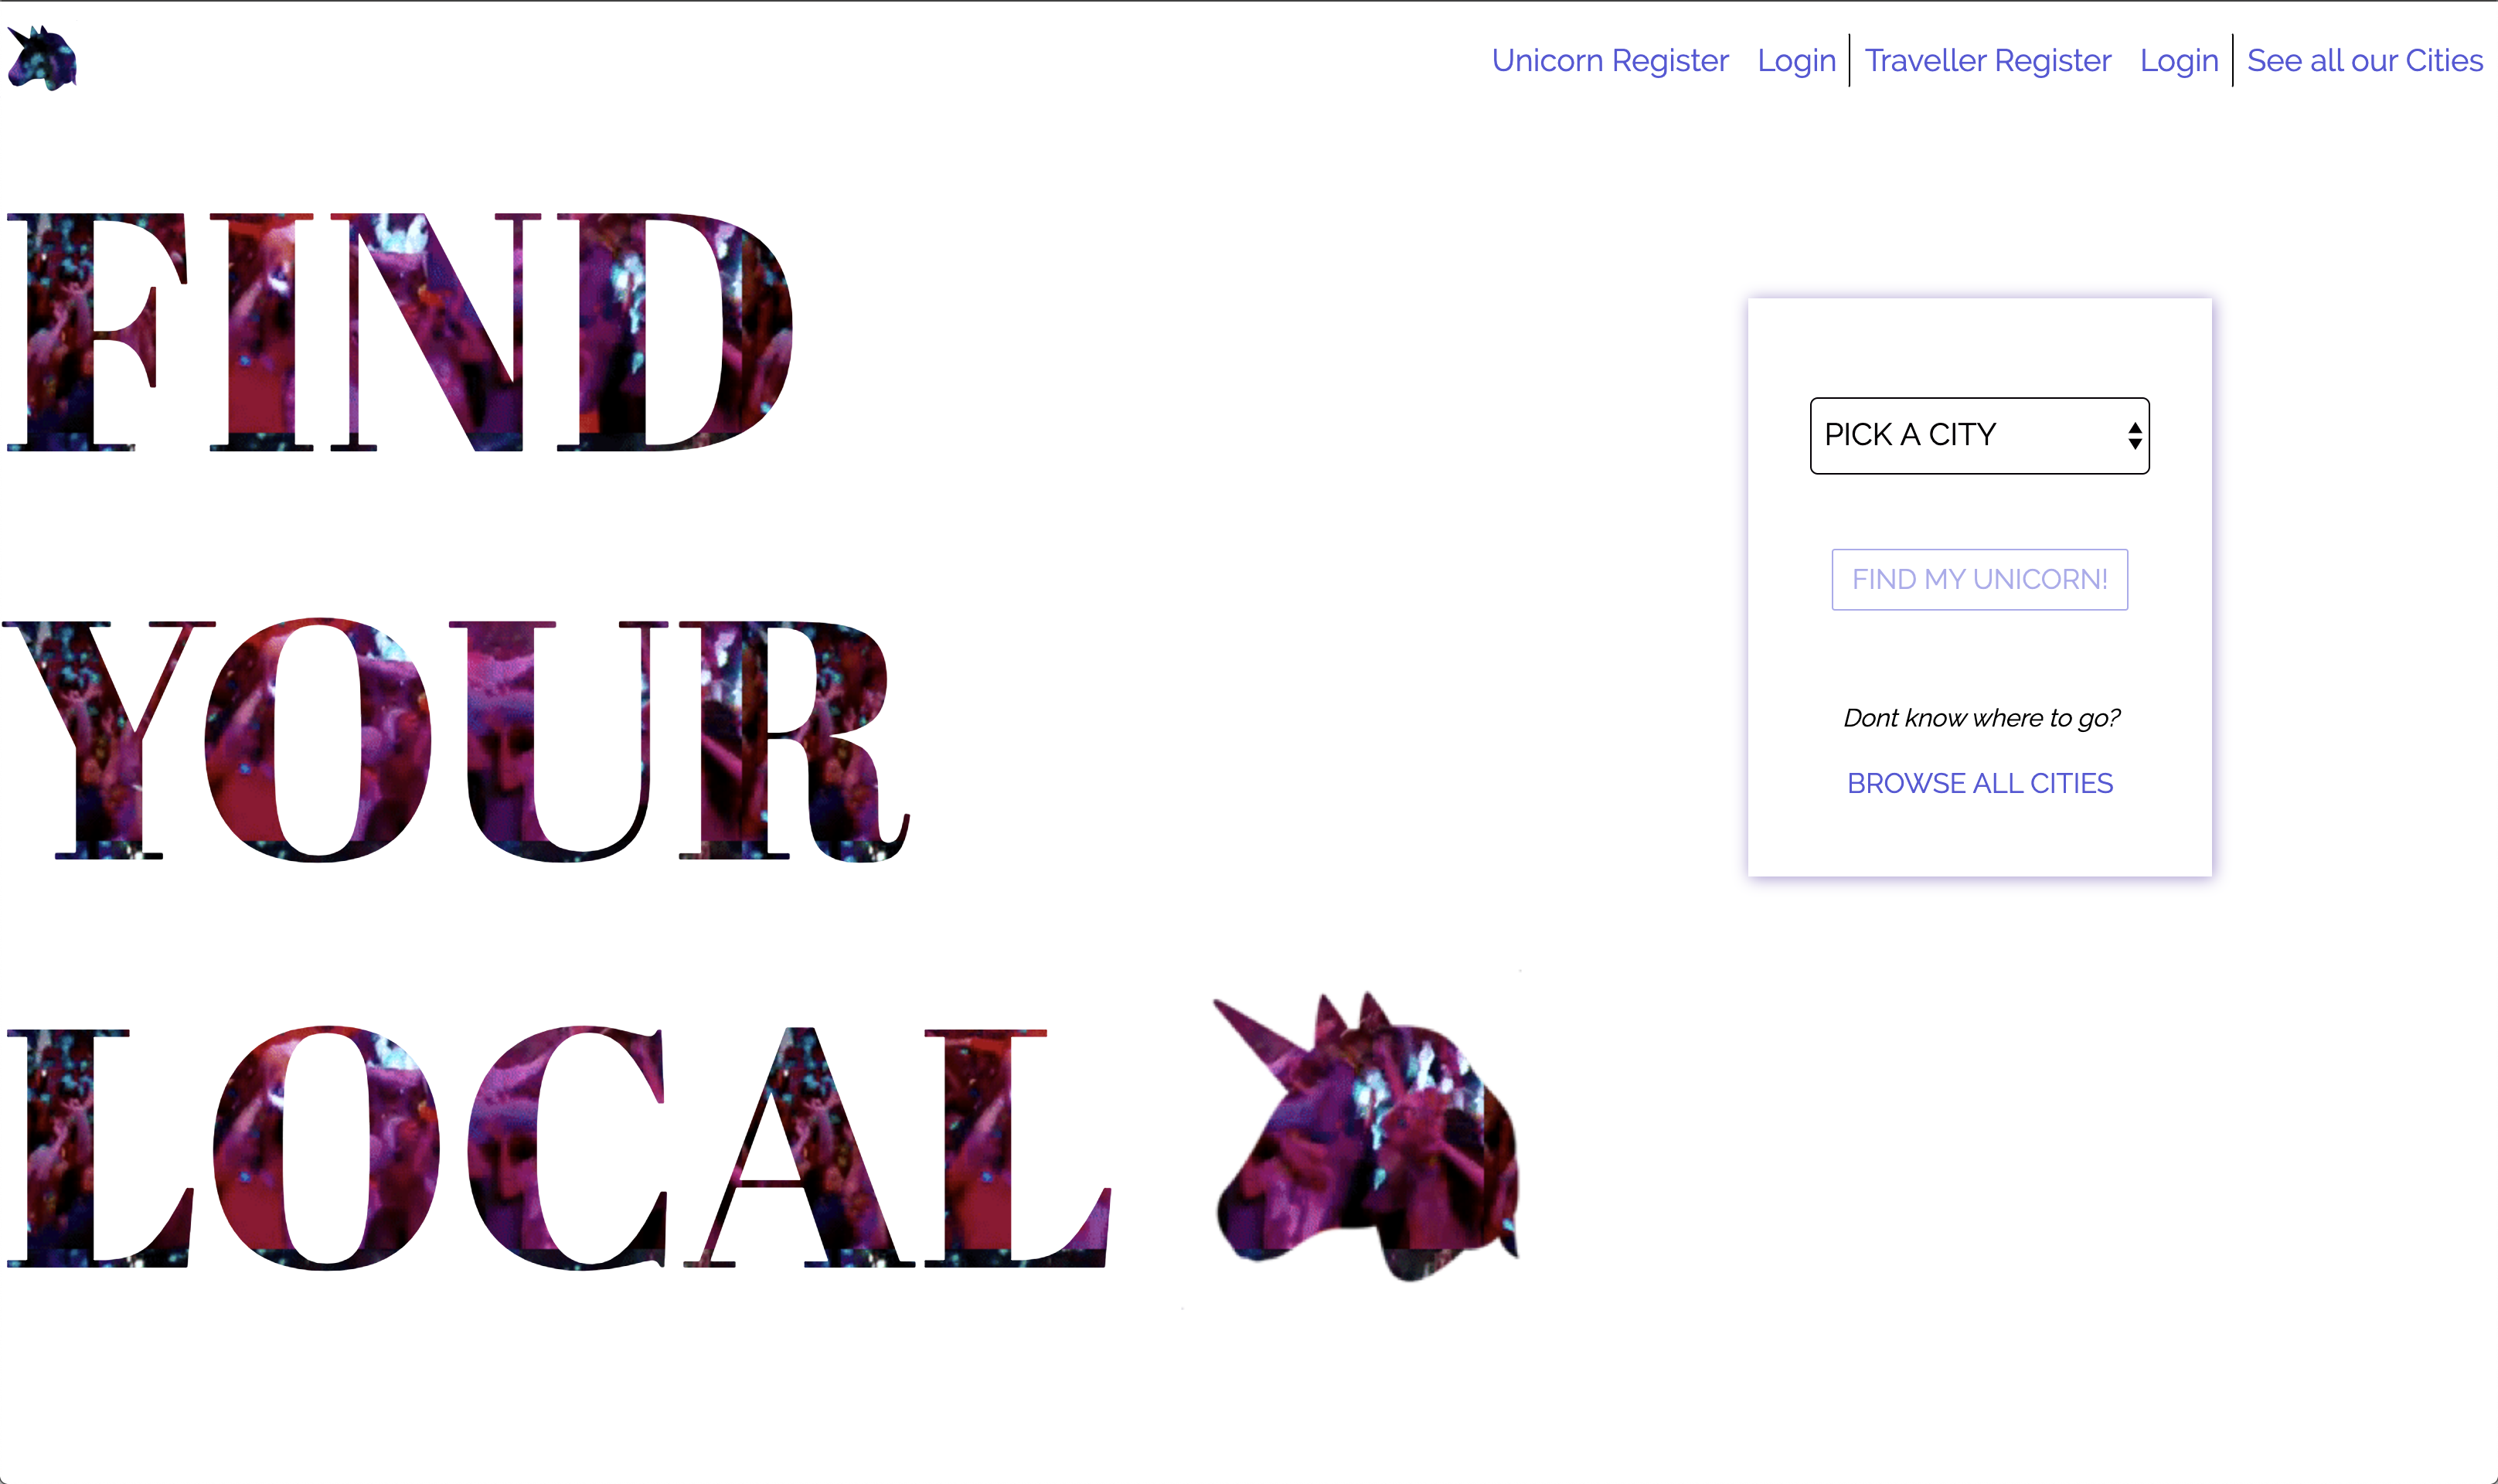 Unicorn Register Login Traveller Register Login See all our Cities
FIND
YOUR
LOCAL
PICK A CITY
FIND MY UNICORN!
Dont know where to go?
BROWSE ALL CITIES